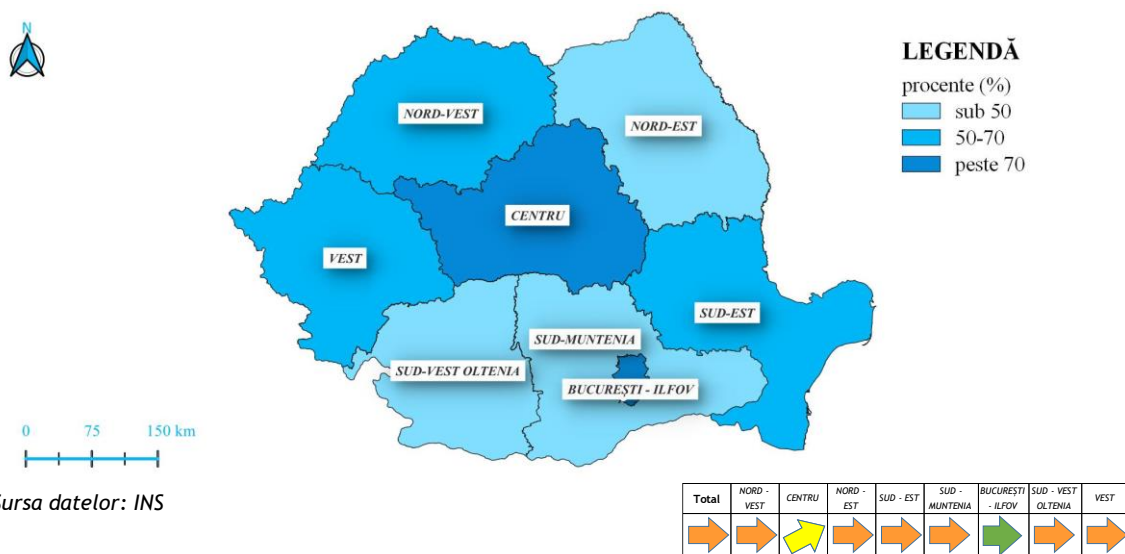 N
LEGENDĂ
procente (%)
sub 50
50-70
peste 70
NORD-VEST
NORD-EST
CENTRU
VEST
SUD-EST
SUD-MUNTENIA
SUD-VEST OLTENIA
BUCUREȘTI - ILFOV
0 75 150 km
ursa datelor: INS
Total
NORD -
VEST
CENTRU
NORD -
EST
SUD - EST
SUD -
MUNTENIA
BUCUREȘTI
- ILFOV
SUD - VEST
OLTENIA
VEST